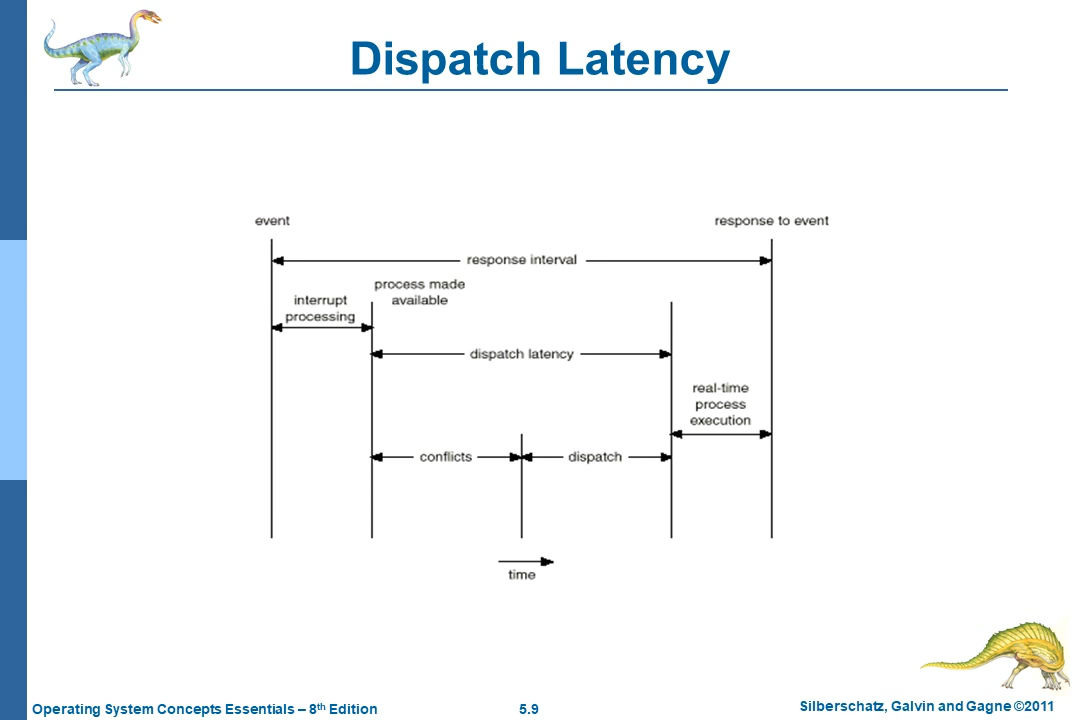 Dispatch Latency
event
response to event
response interval
process made
available
interrupt
processing
dispatch latency
real-time
process
execution
conflicts
dispatch
time
Operating System Concepts Essentials – 8th Edition
5.9
Silberschatz, Galvin and Gagne ©2011